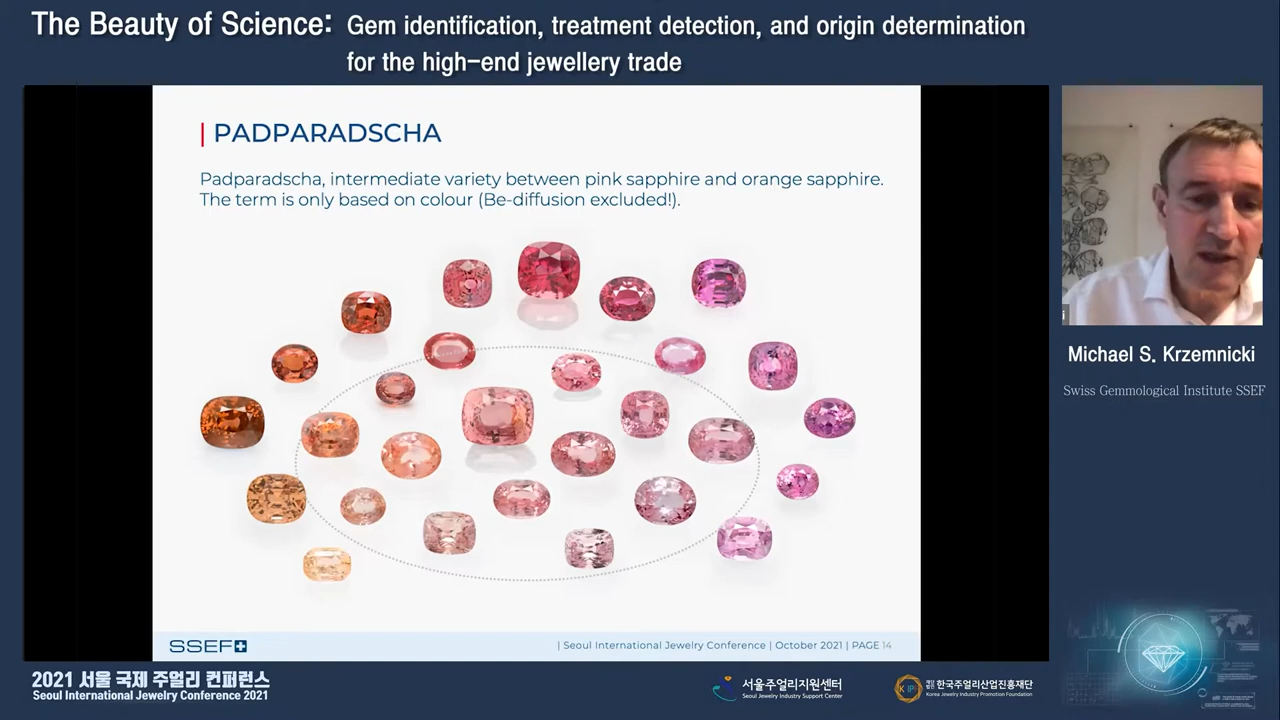 The Beauty of Science: Gem identification, treatment detection, and origin determination
for the high-end jewellery trade
| PADPARADSCHA
Padparadscha, intermediate variety between pink sapphire and orange sapphire.
The term is only based on colour (Be-diffusion excluded!).
Michael S. Krzemnicki
Swiss Gemmological Institute SSEF
SSEF
| Seoul International Jewelry Conference | October 2021 | PAGE 14
2021 서울 국제 주얼리 컨퍼런스
Seoul International Jewelry Conference 2021
서울주얼리지원센터
Seoul Jewelry Industry Support Center
재단법인 한국주얼리산업진흥재단
Korea Jewelry Industry Promotion Foundation